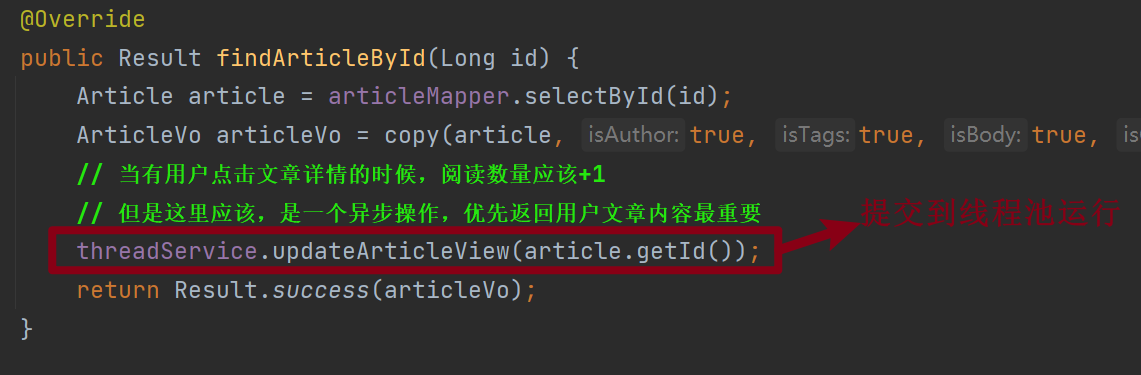 @Override
public Result findArticleById(Long id) {
Article article = articleMapper.selectById(id);
ArticleVo articleVo = copy(article, isAuthor: true, isTags: true, isBody: true,
// 当有用户点击文章详情的时候，阅读数量应该+1
// 但是这里应该，是一个异步操作，优先返回用户文章内容最重要
提交到线程池运行
threadService.updateArticleView(article.getId());
return Result.success(articleVo);
}